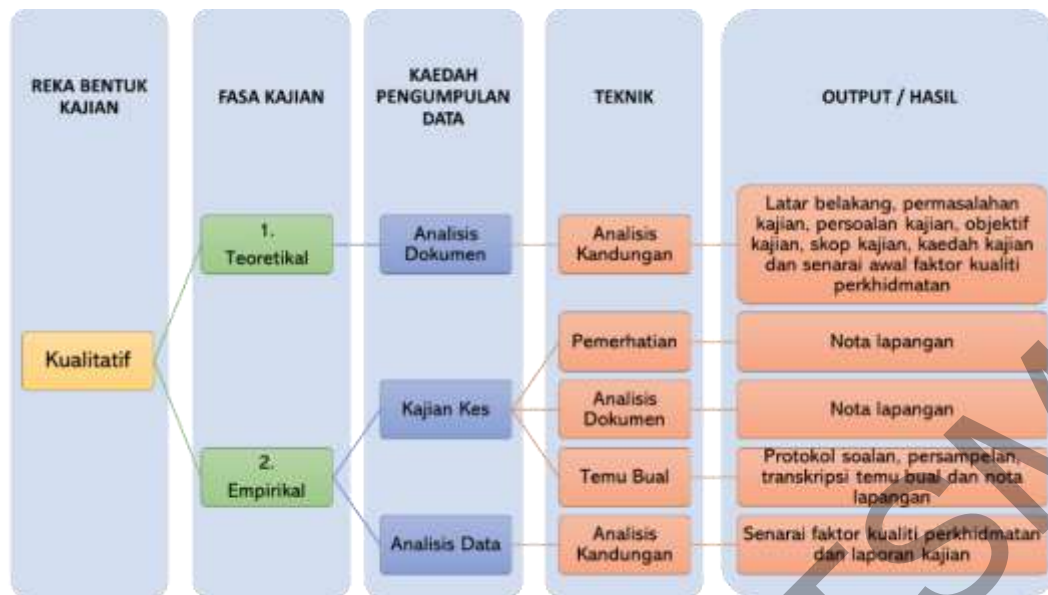 REKA BENTUK
KAJIAN
FASA KAJIAN
KAEDAH
PENGUMPULAN
DATA
TEKNIK
OUTPUT / HASIL
Kualitatif
1.
Teoretikal
Analisis
Dokumen
Analisis
Kandungan
Latar belakang, permasalahan
kajian, persoalan kajian, objektif
kajian, skop kajian, kaedah kajian
dan senarai awal faktor kualiti
perkhidmatan
2.
Empirikal
Kajian Kes
Pemerhatian
Nota lapangan
Analisis
Dokumen
Nota lapangan
Temu Bual
Protokol soalan, persampelan,
transkripsi temu bual dan nota
lapangan
Analisis Data
Analisis
Kandungan
Senarai faktor kualiti perkhidmatan
dan laporan kajian